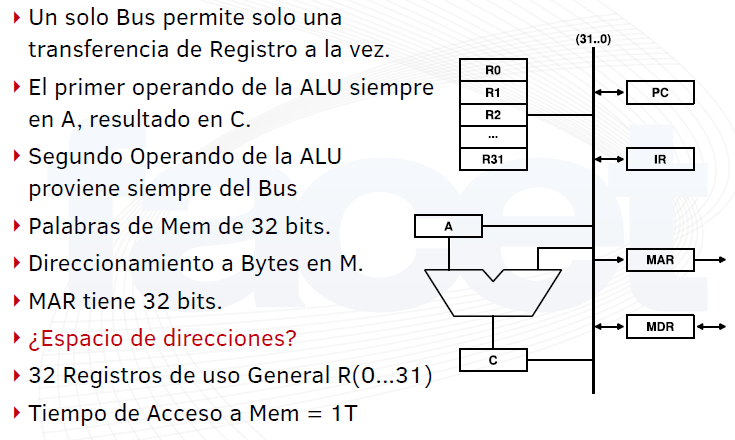 Un solo Bus permite solo una
transferencia de Registro a la vez.
El primer operando de la ALU siempre
en A, resultado en C.
Segundo Operando de la ALU
proviene siempre del Bus
Palabras de Mem de 32 bits.
Direccionamiento a Bytes en M.
MAR tiene 32 bits.
¿Espacio de direcciones?
32 Registros de uso General R(0...31)
Tiempo de Acceso a Mem = 1T
(31..0)
R0
R1
R2
...
R31
PC
IR
A
MAR
MDR
C
facet